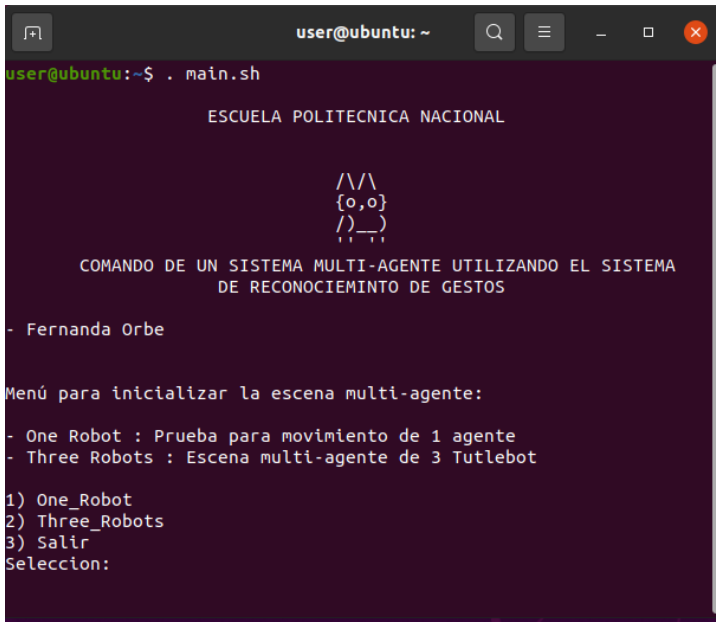 user@ubuntu: ~
user@ubuntu:~$ . main.sh
ESCUELA POLITECNICA NACIONAL
/\/\
{o,o}
/)__)
'' ''
COMANDO DE UN SISTEMA MULTI-AGENTE UTILIZANDO EL SISTEMA
DE RECONOCIEMINTO DE GESTOS
- Fernanda Orbe
Menú para inicializar la escena multi-agente:
- One Robot : Prueba para movimiento de 1 agente
- Three Robots : Escena multi-agente de 3 Tutlebot
1) One_Robot
2) Three_Robots
3) Salir
Seleccion: